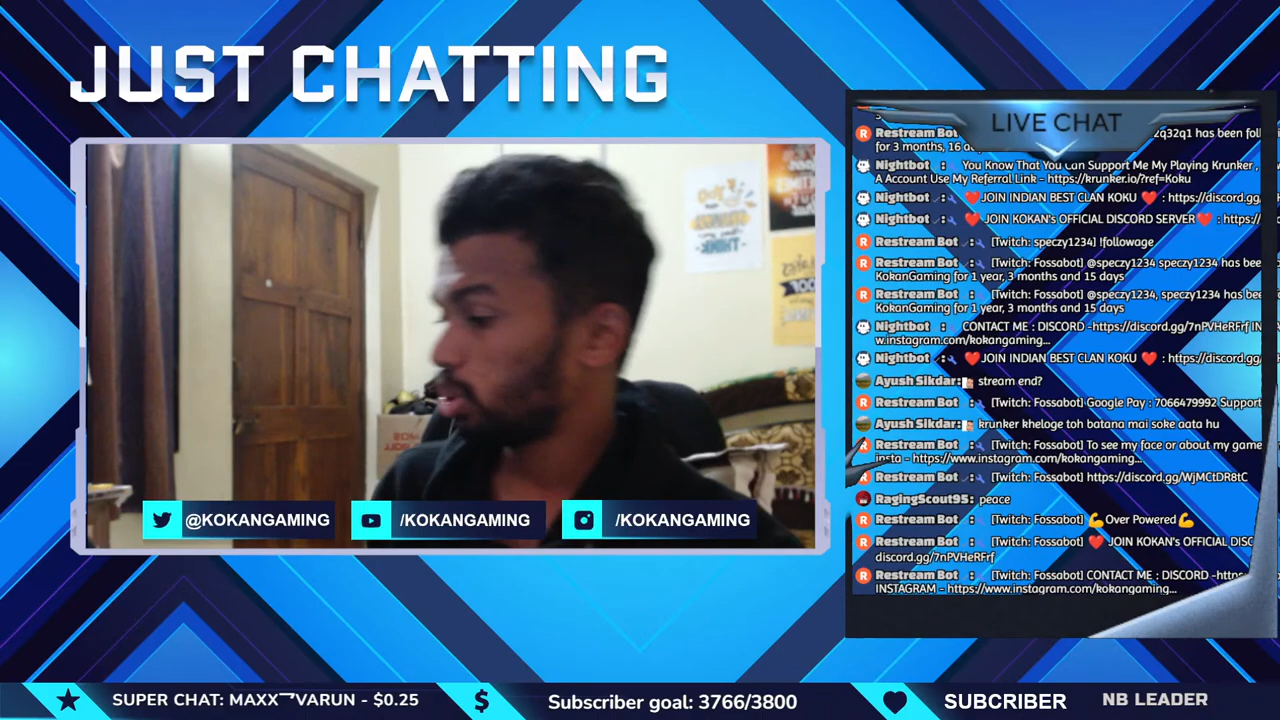 JUST CHATTING
LIVE CHAT
Restream Bot 2q32q1 has been foll
for 3 months, 16 da
Nightbot : You Know That You Can Support Me My Playing Krunker ,
A Account Use My Referral Link - https://krunker.io/?ref=Koku
Nightbot : ❤️JOIN INDIAN BEST CLAN KOKU ❤️ : https://discord.gg/
Nightbot : ❤️ JOIN KOKAN's OFFICIAL DISCORD SERVER❤️ : https:/
Restream Bot : [Twitch: speczy1234] !followage
Restream Bot : [Twitch: Fossabot] @speczy1234 speczy1234 has bee
KokanGaming for 1 year, 3 months and 15 days
Restream Bot : [Twitch: Fossabot] @speczy1234, speczy1234 has bee
KokanGaming for 1 year, 3 months and 15 days
Nightbot : CONTACT ME : DISCORD -https://discord.gg/7nPVHeRFrf IN
w.instagram.com/kokangaming...
Nightbot : ❤️JOIN INDIAN BEST CLAN KOKU ❤️ : https://discord.gg/
Ayush Sikdar: stream end?
Restream Bot : [Twitch: Fossabot] Google Pay : 7066479992 Support
Ayush Sikdar: krunker kheloge toh batana mai soke aata hu
Restream Bot : [Twitch: Fossabot] To see my face or about my game
insta - https://www.instagram.com/kokangaming...
Restream Bot : [Twitch: Fossabot] https://discord.gg/WjMCtDR8tC
RagingScout95: peace
Restream Bot : [Twitch: Fossabot] 💪Over Powered💪
Restream Bot : [Twitch: Fossabot] ❤️ JOIN KOKAN's OFFICIAL DISC
discord.gg/7nPVHeRFrf
Restream Bot : [Twitch: Fossabot] CONTACT ME : DISCORD -https
INSTAGRAM - https://www.instagram.com/kokangaming...
THINK
@KOKANGAMING
/KOKANGAMING
/KOKANGAMING
SUPER CHAT: MAXX VARUN - $0.25
Subscriber goal: 3766/3800
SUBCRIBER
NB LEADER